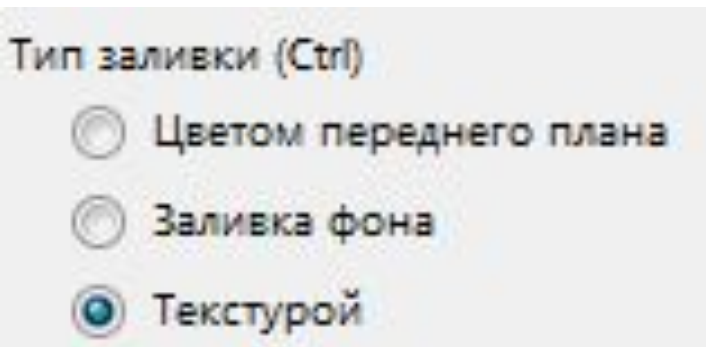 Тип заливки (Ctrl)
Цветом переднего плана
Заливка фона
Текстурой